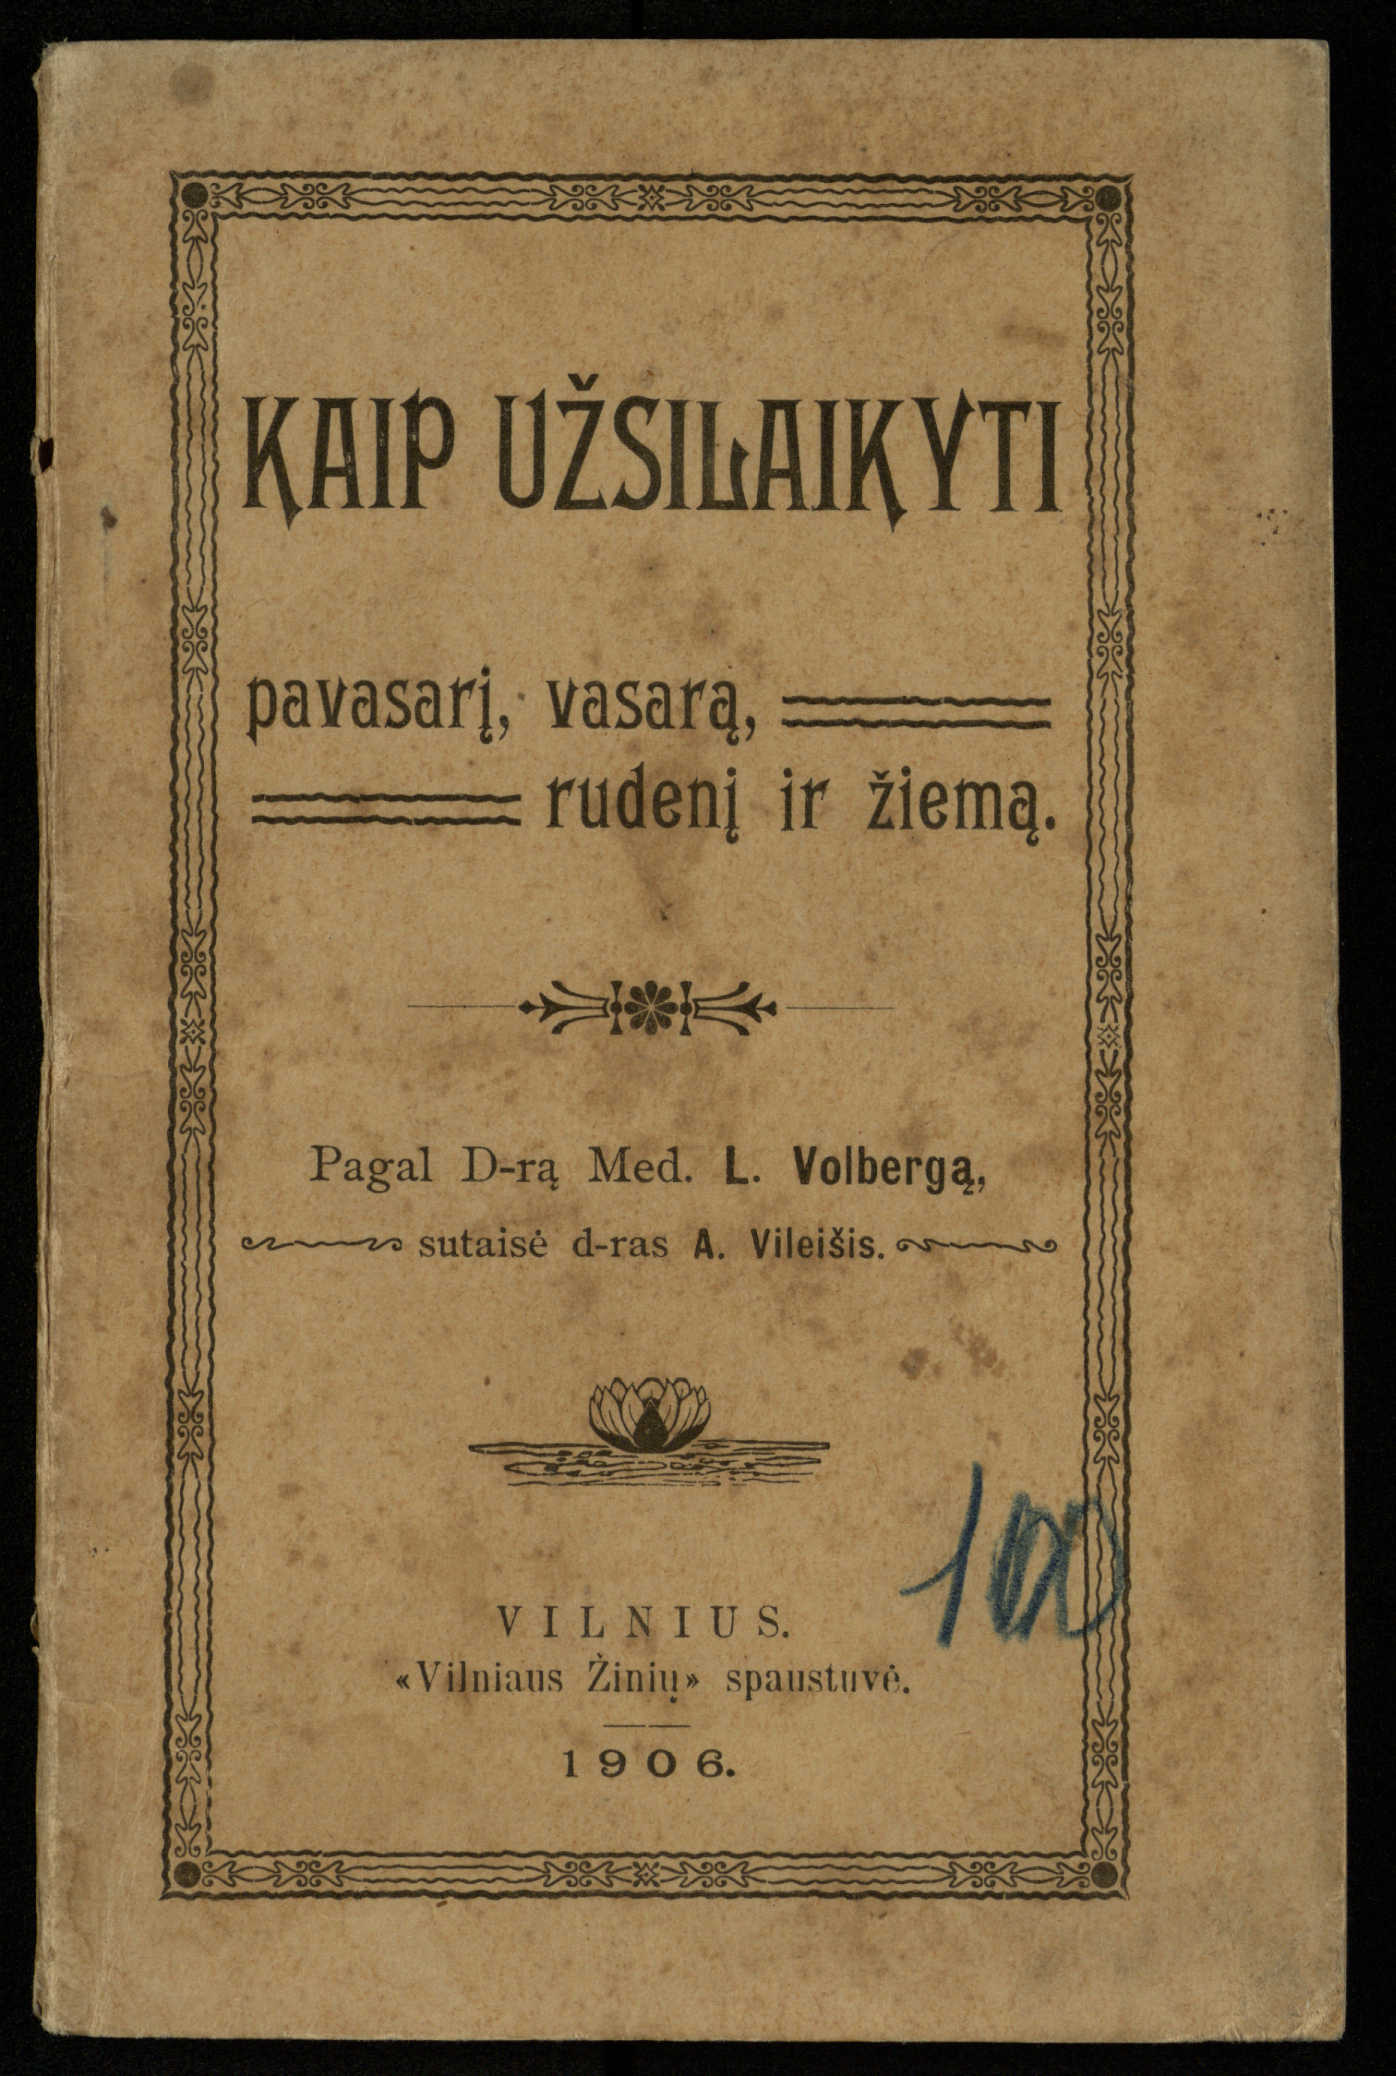 KAIP UŽSILAIKYTI
pavasarį, vasarą,
rudenį ir žiemą.
Pagal D-rą Med. L. Volbergą,
sutaisė d-ras A. Vileišis.
VILNIUS.
«Vilniaus Žinių» spaustuvė.
1906.